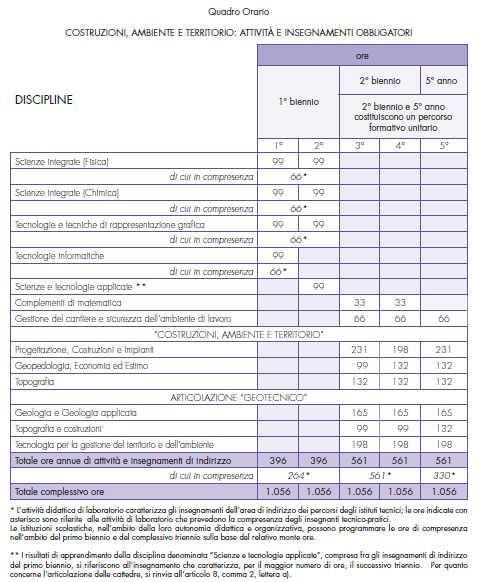 Quadro Orario
COSTRUZIONI, AMBIENTE E TERRITORIO: ATTIVITÀ E INSEGNAMENTI OBBLIGATORI
DISCIPLINE
ore
1° biennio
2° biennio
5° anno
2° biennio e 5° anno
costituiscono un percorso
formativo unitario
1° 2° 3° 4° 5°
Scienze integrate (Fisica) 99 99
di cui in compresenza 66*
Scienze integrate (Chimica) 99 99
di cui in compresenza 66*
Tecnologie e tecniche di rappresentazione grafica 99 99
di cui in compresenza 66*
Tecnologie informatiche 99
di cui in compresenza 66*
Scienze e tecnologie applicate ** 99
Complementi di matematica 33 33
Gestione del cantiere e sicurezza dell'ambiente di lavoro 66 66 66
"COSTRUZIONI, AMBIENTE E TERRITORIO"
Progettazione, Costruzioni e Impianti 231 198 231
Geopedologia, Economia ed Estimo 99 132 132
Topografia 132 132 132
ARTICOLAZIONE "GEOTECNICO"
Geologia e Geologia applicata 165 165 165
Topografia e costruzioni 99 99 132
Tecnologia per la gestione del territorio e dell'ambiente 198 198 198
Totale ore annue di attività e insegnamenti di indirizzo 396 396 561 561 561
di cui in compresenza 264* 561* 330*
Totale complessivo ore 1.056 1.056 1.056 1.056 1.056
* L'attività didattica di laboratorio caratterizza gli insegnamenti dell'area di indirizzo dei percorsi degli istituti tecnici; le ore indicate con
asterisco sono riferite alle attività di laboratorio che prevedono la compresenza degli insegnanti tecnico-pratici.
Le istituzioni scolastiche, nell'ambito della loro autonomia didattica e organizzativa, possono programmare le ore di compresenza
nell'ambito del primo biennio e del complessivo triennio sulla base del relativo monte ore.
** I risultati di apprendimento della disciplina denominata "Scienze e tecnologie applicate", compresa fra gli insegnamenti di indirizzo
del primo biennio, si riferiscono all'insegnamento che caratterizza, per il maggior numero di ore, il successivo triennio. Per quanto
concerne l'articolazione delle cattedre, si rinvia all'articolo 8, comma 2, lettera a).